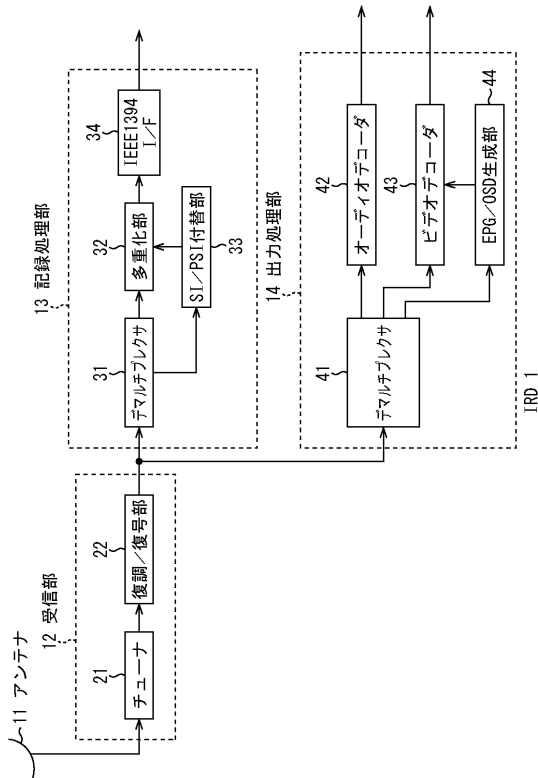 11 アンテナ
12 受信部
21
チューナ
22
復調/復号部
13 記録処理部
31
デマルチプレクサ
32
多重化部
34
IEEE1394
I/F
SI/PSI付替部
33
14 出力処理部
41
デマルチプレクサ
42
オーディオデコーダ
43
ビデオデコーダ
44
EPG/OSD生成部
IRD 1